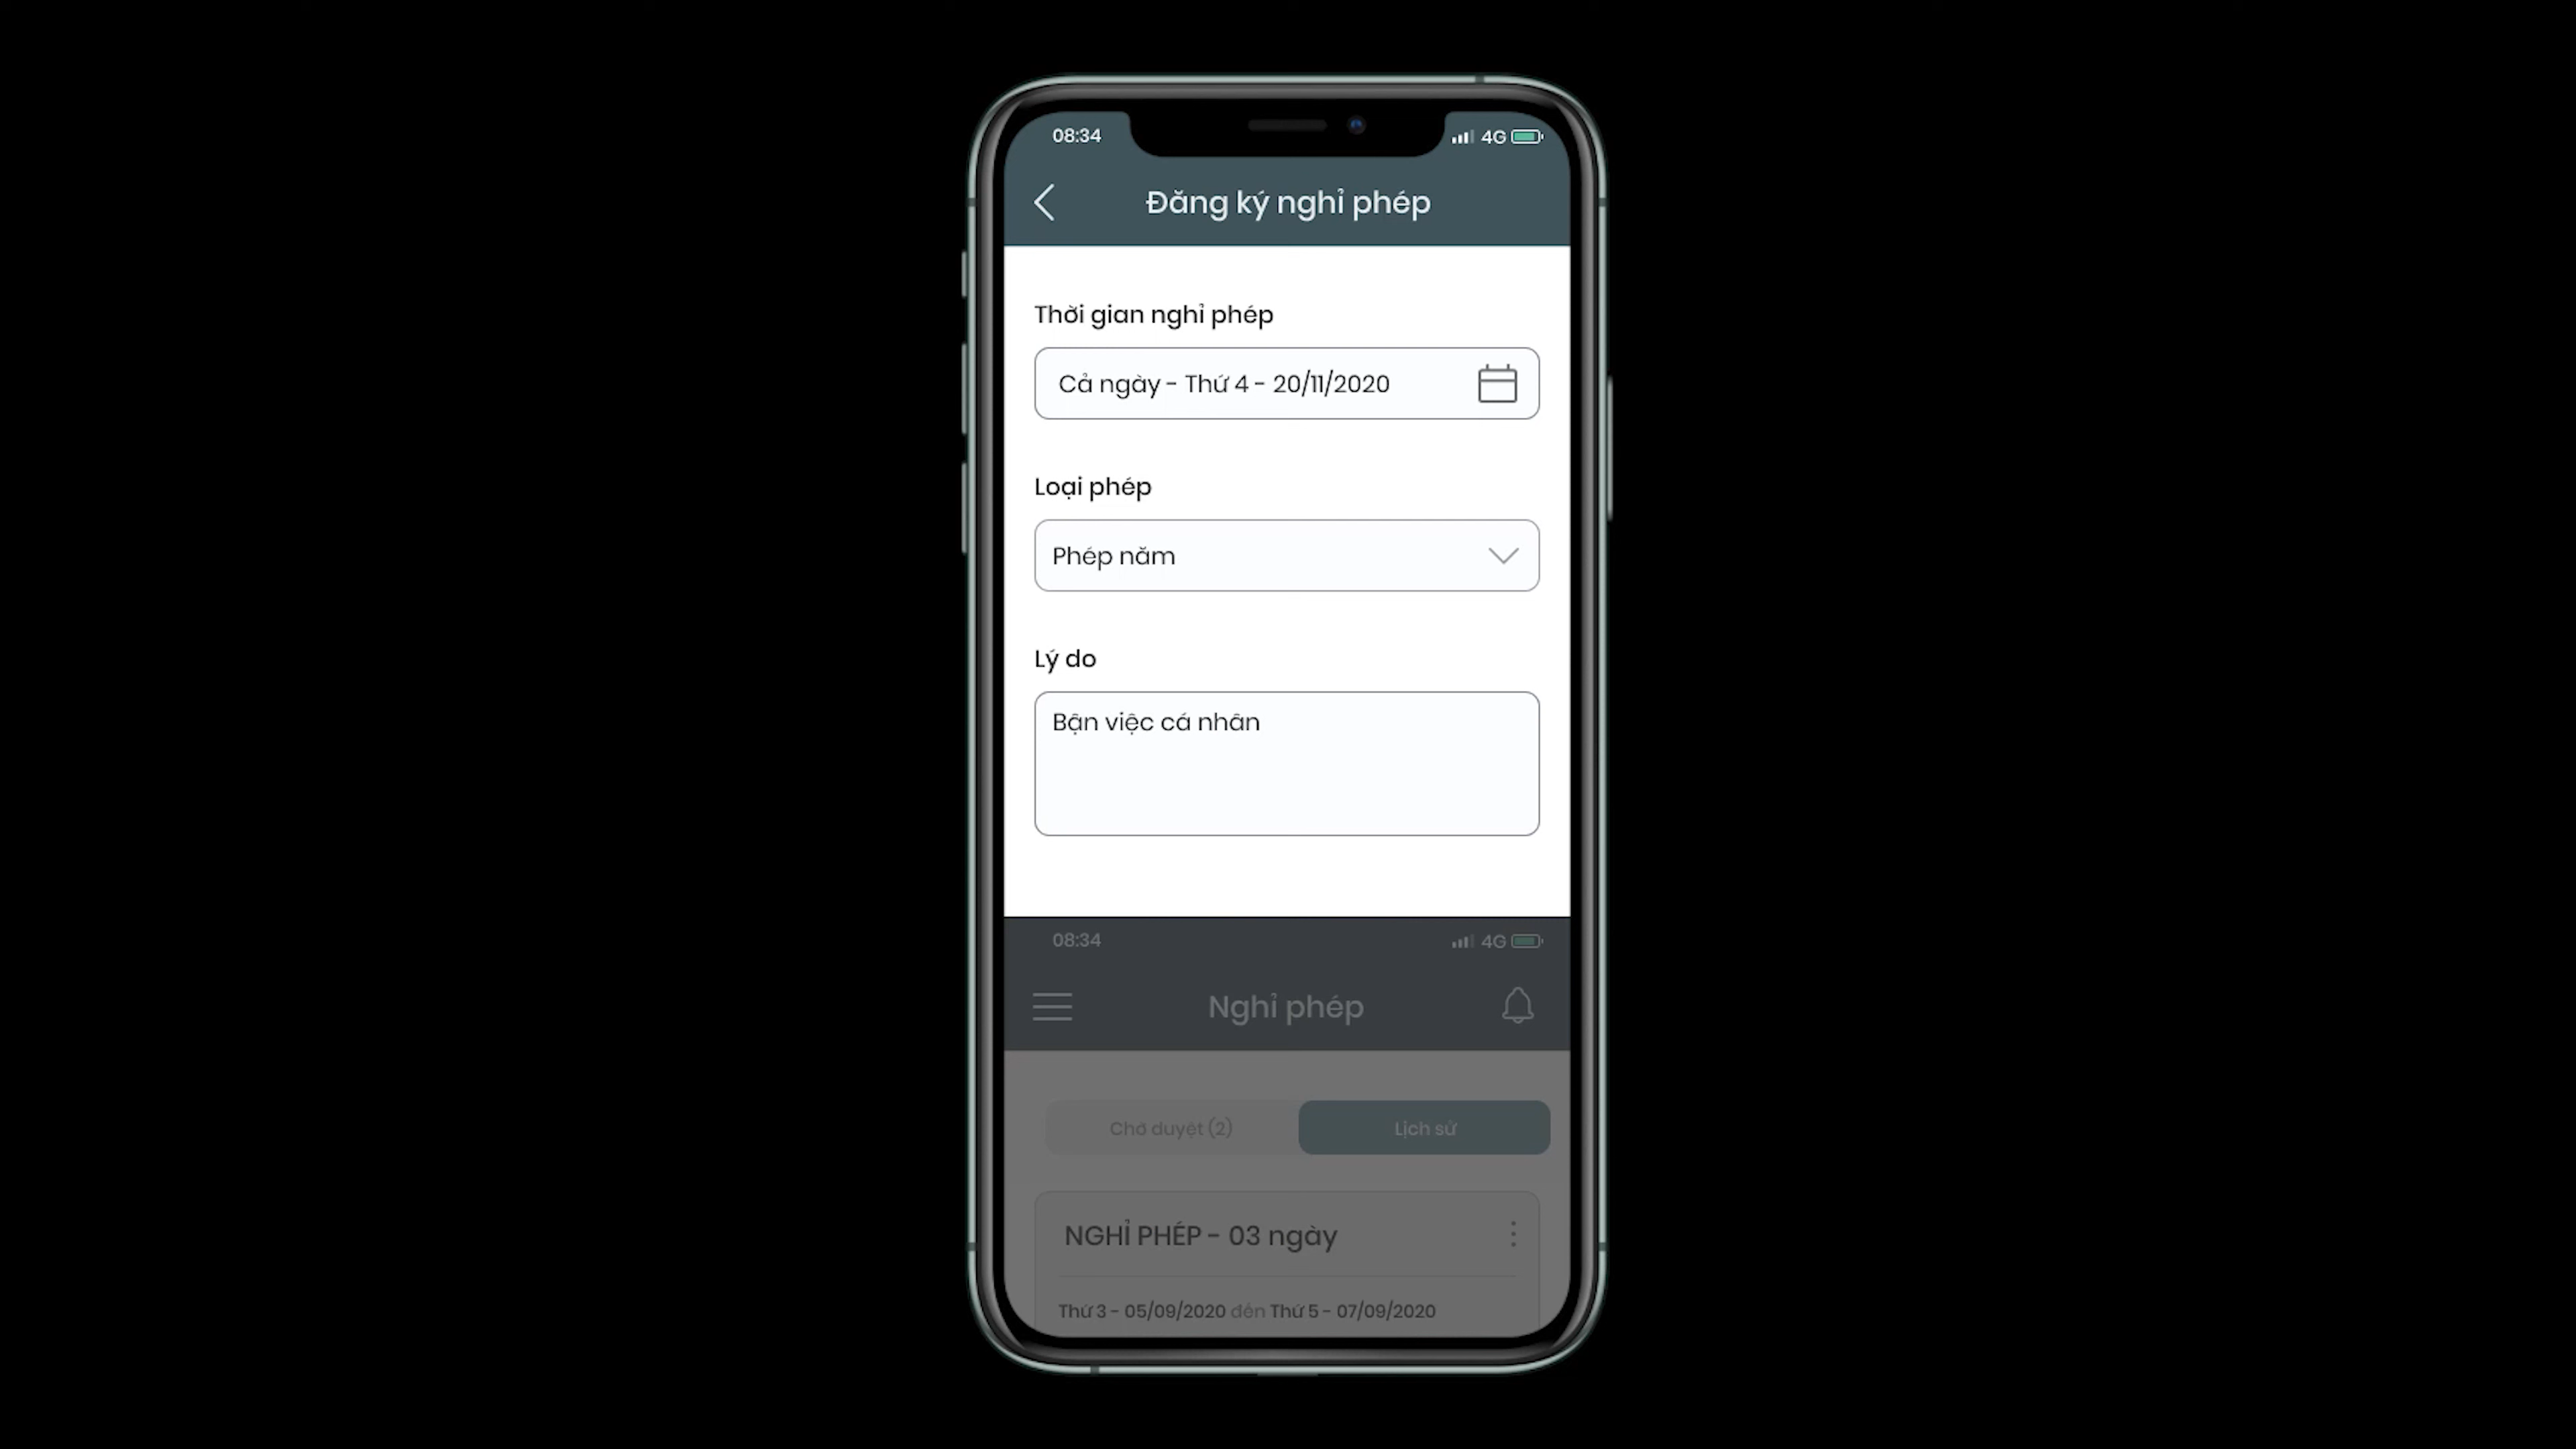 08:34
4G
Đăng ký nghỉ phép
Thời gian nghỉ phép
Cả ngày - Thứ 4 - 20/11/2020
Loại phép
Phép năm
Lý do
Bận việc cá nhân
08:34
4G
Nghỉ phép
Chờ duyệt (2)
Lịch sử
NGHỈ PHÉP - 03 ngày
Thứ 3 - 05/09/2020 đến Thứ 5 - 07/09/2020